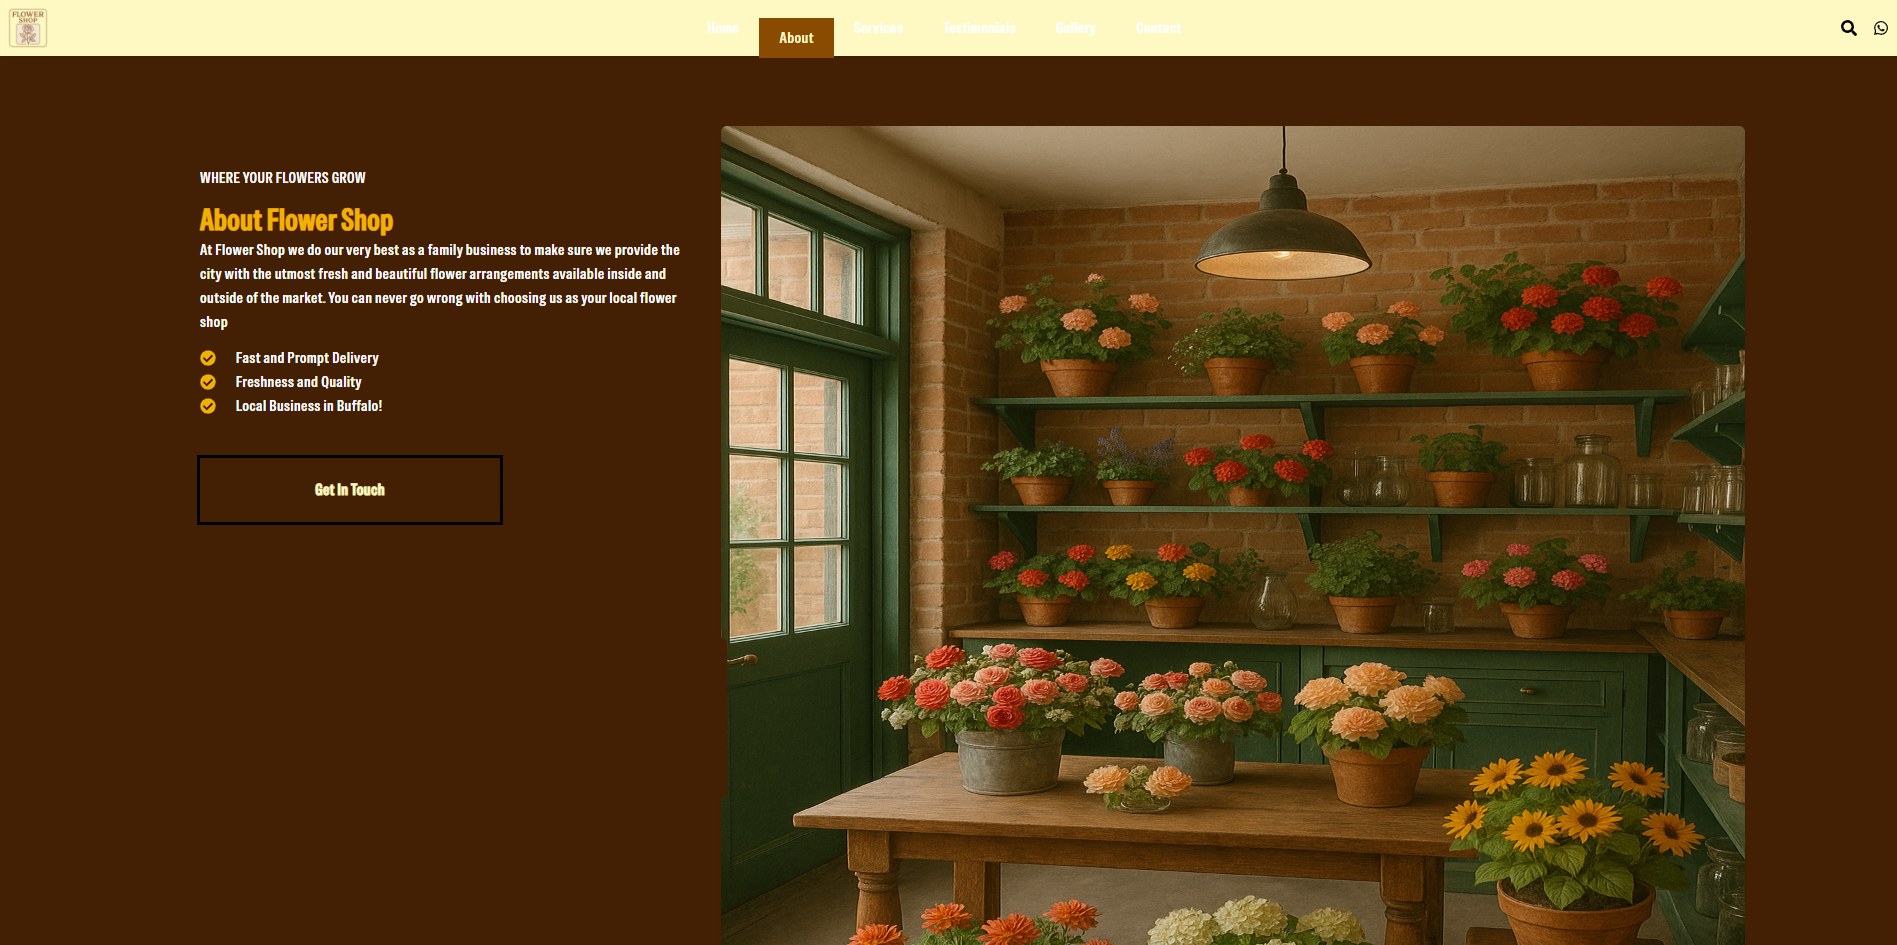 FLOWER
SHOP
Home
About
Services
Testimonials
Gallery
Contact
WHERE YOUR FLOWERS GROW
About Flower Shop
At Flower Shop we do our very best as a family business to make sure we provide the
city with the utmost fresh and beautiful flower arrangements available inside and
outside of the market. You can never go wrong with choosing us as your local flower
shop
Fast and Prompt Delivery
Freshness and Quality
Local Business in Buffalo!
Get In Touch